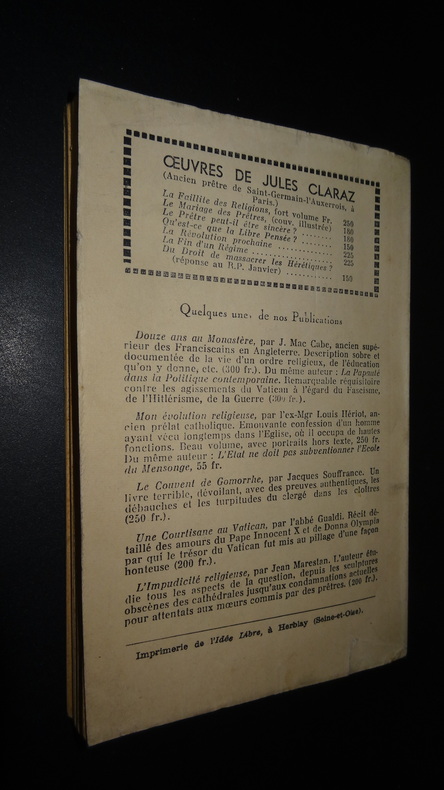 ŒUVRES DE JULES CLARAZ
(Ancien prêtre de Saint-Germain-l'Auxerrois, à
Paris.)
La Faillite des Religions, fort volume Fr. 250
Le Mariage des Prêtres, (couv. illustrée) 180
Le Prêtre peut-il être sincère ? ........ 180
Qu'est-ce que la Libre Pensée ? ........ 150
La Révolution prochaine ................ 225
La Fin d'un Régime .................... 225
Du Droit de massacrer les Hérétiques ?
(réponse au R.P. Janvier) ............ 150
Quelques unes de nos Publications
Douze ans au Monastère, par J. Mac Cabe, ancien supé-
rieur des Franciscains en Angleterre. Description sobre et
documentée de la vie d'un ordre religieux, de l'éducation
qu'on y donne, etc. (300 fr.). Du même auteur : La Papauté
dans la Politique contemporaine. Remarquable réquisitoire
contre les agissements du Vatican à l'égard du Fascisme,
de l'Hitlérisme, de la Guerre (300 fr.).
Mon évolution religieuse, par l'ex-Mgr Louis Hériot, an-
cien prélat catholique. Emouvante confession d'un homme
ayant vécu longtemps dans l'Eglise, où il occupa de hautes
fonctions. Beau volume, avec portraits hors texte, 250 fr.
Du même auteur : L'Etat ne doit pas subventionner l'Ecole
du Mensonge, 55 fr.
Le Couvent de Gomorrhe, par Jacques Souffrance. Un
livre terrible, dévoilant, avec des preuves authentiques, les
débauches et les turpitudes du clergé dans les cloîtres
(250 fr.).
Une Courtisane au Vatican, par l'abbé Gualdi. Récit dé-
taillé des amours du Pape Innocent X et de Donna Olympia
par qui le trésor du Vatican fut mis au pillage d'une façon
honteuse (200 fr.).
L'Impudicité religieuse, par Jean Marestan. L'auteur étu-
die tous les aspects de la question, depuis les sculptures
obscènes des cathédrales jusqu'aux condamnations actuelles
pour attentats aux mœurs commis par des prêtres. (200 fr.).
Imprimerie de l'Idée Libre, à Herblay (Seine-et-Oise).